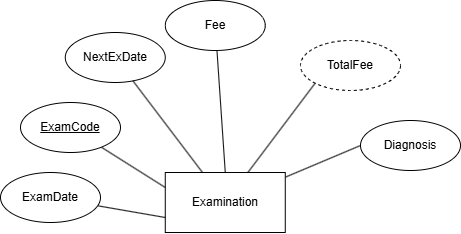 Fee
NextExDate
TotalFee
ExamCode
Diagnosis
ExamDate
Examination